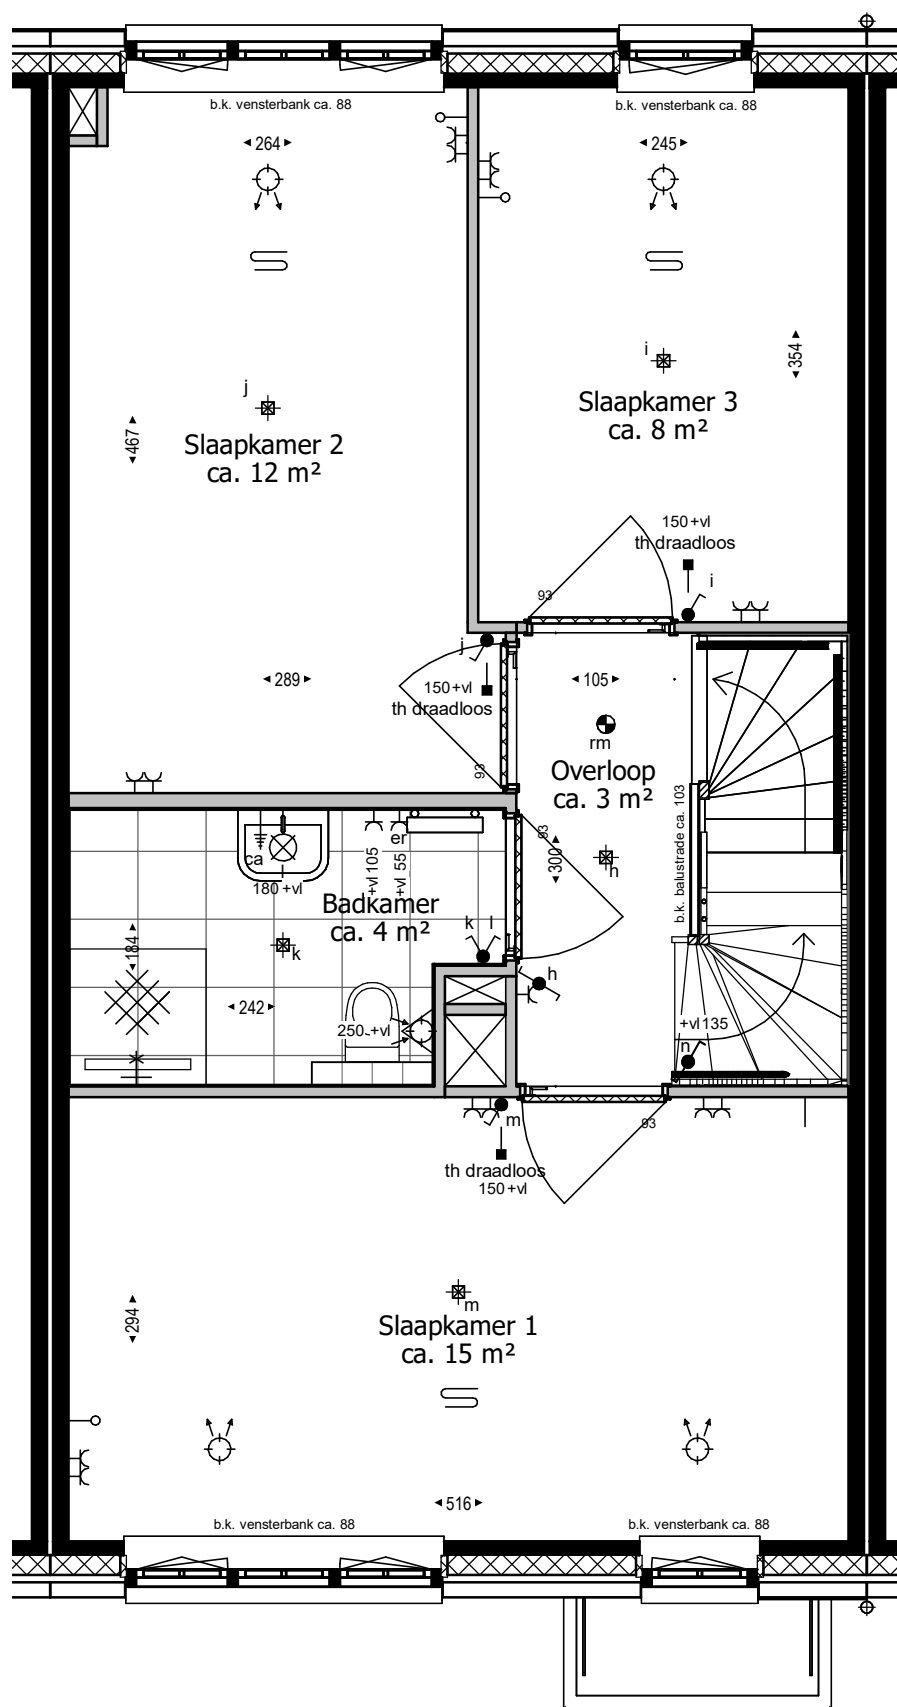 b.k. vensterbank ca. 88
b.k. vensterbank ca. 88
264
245
i
354
j
Slaapkamer 3
ca. 8 m²
467
Slaapkamer 2
ca. 12 m²
150+vl
th draadloos
i
93
j
289
150+vl
th draadloos
105
93
rm
Overloop
ca. 3 m²
b.k. balustrade ca. 103
er
ca
+vl 105
+vl 55
93
300
h
180+vl
Badkamer
ca. 4 m²
k
l
184
k
h
242
250+vl
+vl 135
n
m
93
th draadloos
150+vl
m
294
Slaapkamer 1
ca. 15 m²
516
b.k. vensterbank ca. 88
b.k. vensterbank ca. 88